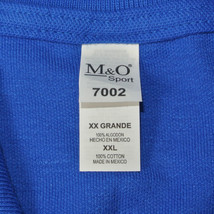 M&O
Sport
7002
XX GRANDE
100% ALGODON
HECHO EN MEXICO
XXL
100% COTTON
MADE IN MEXICO